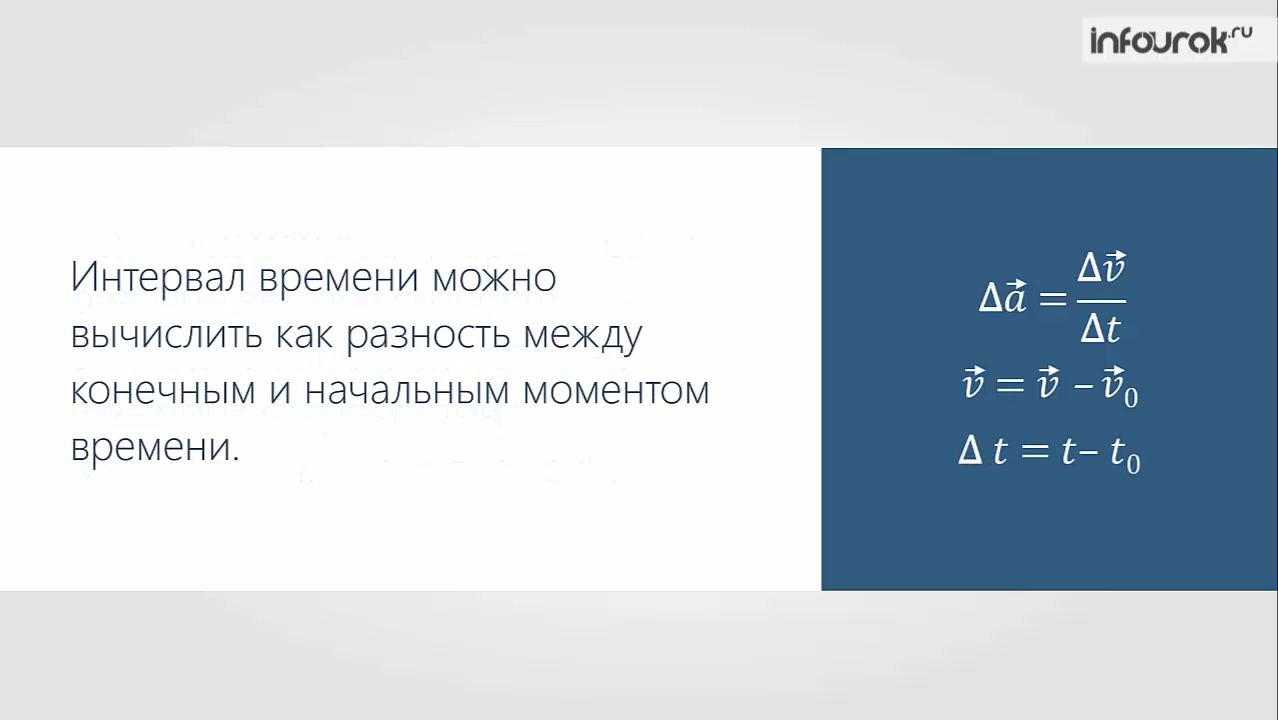 infourok.ru
Интервал времени можно
вычислить как разность между
конечным и начальным моментом
времени.
Δa⃗ = Δv⃗ / Δt
v⃗ = v⃗ – v⃗₀
Δ t = t– t₀